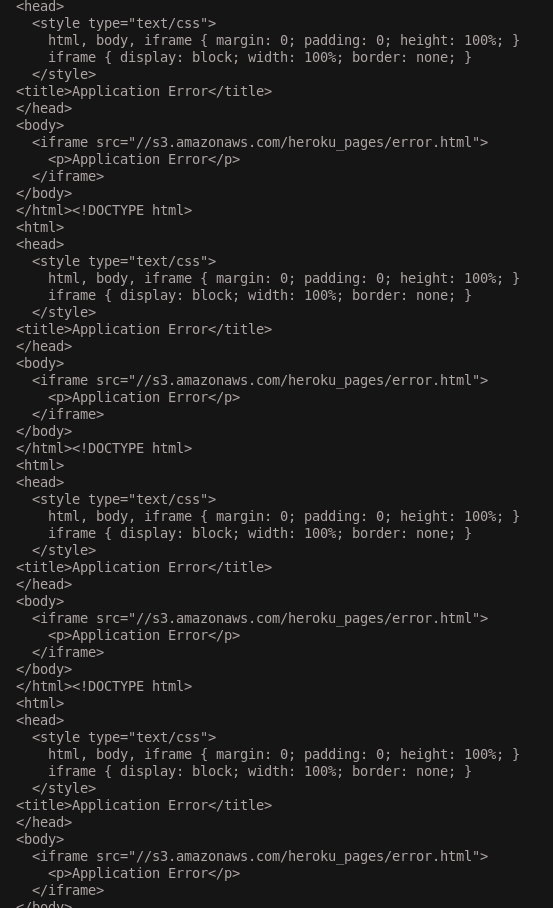 <head>
  <style type="text/css">
    html, body, iframe { margin: 0; padding: 0; height: 100%; }
    iframe { display: block; width: 100%; border: none; }
  </style>
<title>Application Error</title>
</head>
<body>
  <iframe src="//s3.amazonaws.com/heroku_pages/error.html">
    <p>Application Error</p>
  </iframe>
</body>
</html><!DOCTYPE html>
<html>
<head>
  <style type="text/css">
    html, body, iframe { margin: 0; padding: 0; height: 100%; }
    iframe { display: block; width: 100%; border: none; }
  </style>
<title>Application Error</title>
</head>
<body>
  <iframe src="//s3.amazonaws.com/heroku_pages/error.html">
    <p>Application Error</p>
  </iframe>
</body>
</html><!DOCTYPE html>
<html>
<head>
  <style type="text/css">
    html, body, iframe { margin: 0; padding: 0; height: 100%; }
    iframe { display: block; width: 100%; border: none; }
  </style>
<title>Application Error</title>
</head>
<body>
  <iframe src="//s3.amazonaws.com/heroku_pages/error.html">
    <p>Application Error</p>
  </iframe>
</body>
</html><!DOCTYPE html>
<html>
<head>
  <style type="text/css">
    html, body, iframe { margin: 0; padding: 0; height: 100%; }
    iframe { display: block; width: 100%; border: none; }
  </style>
<title>Application Error</title>
</head>
<body>
  <iframe src="//s3.amazonaws.com/heroku_pages/error.html">
    <p>Application Error</p>
  </iframe>
</body>